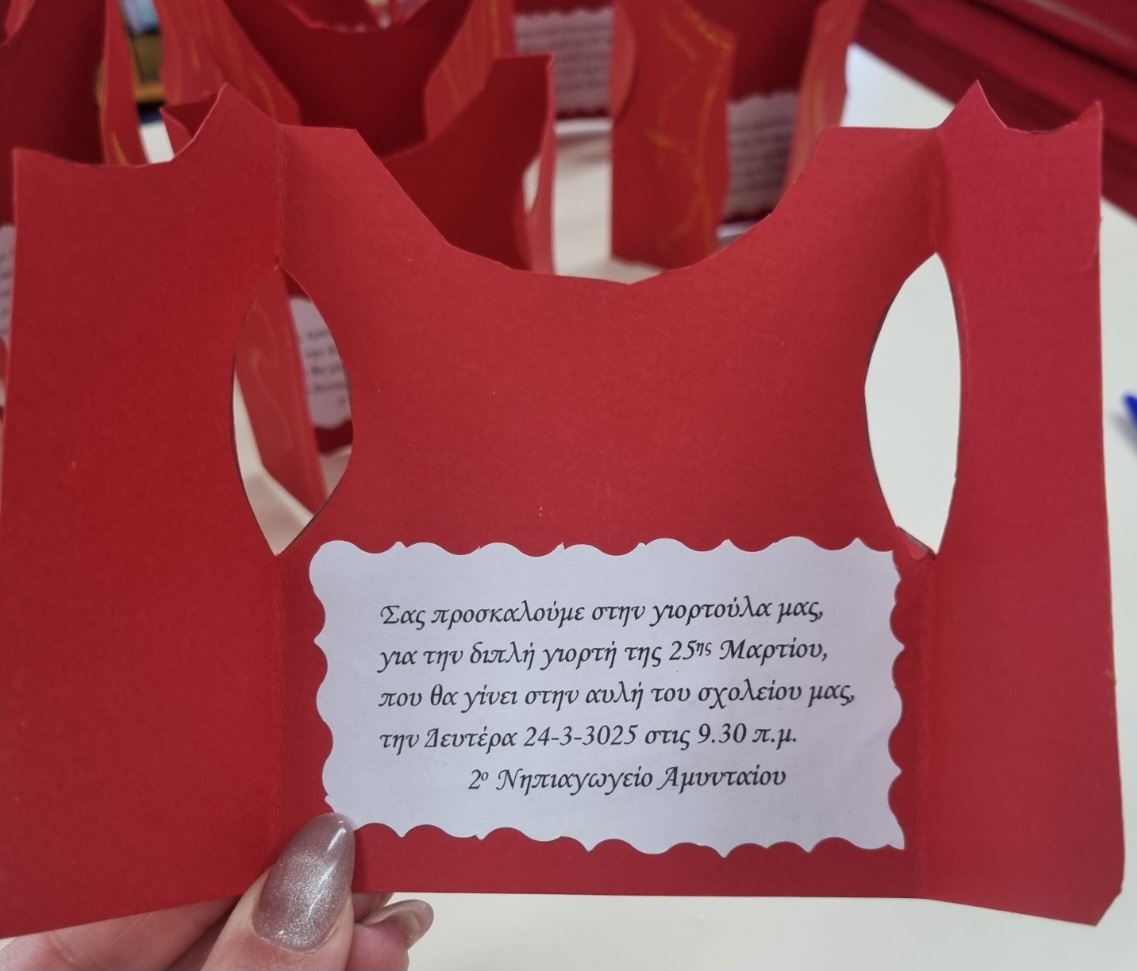 Σας προσκαλούμε στην γιορτούλα μας,
για την διπλή γιορτή της 25ης Μαρτίου,
που θα γίνει στην αυλή του σχολείου μας,
την Δευτέρα 24-3-3025 στις 9.30 π.μ.
2ο Νηπιαγωγείο Αμυνταίου